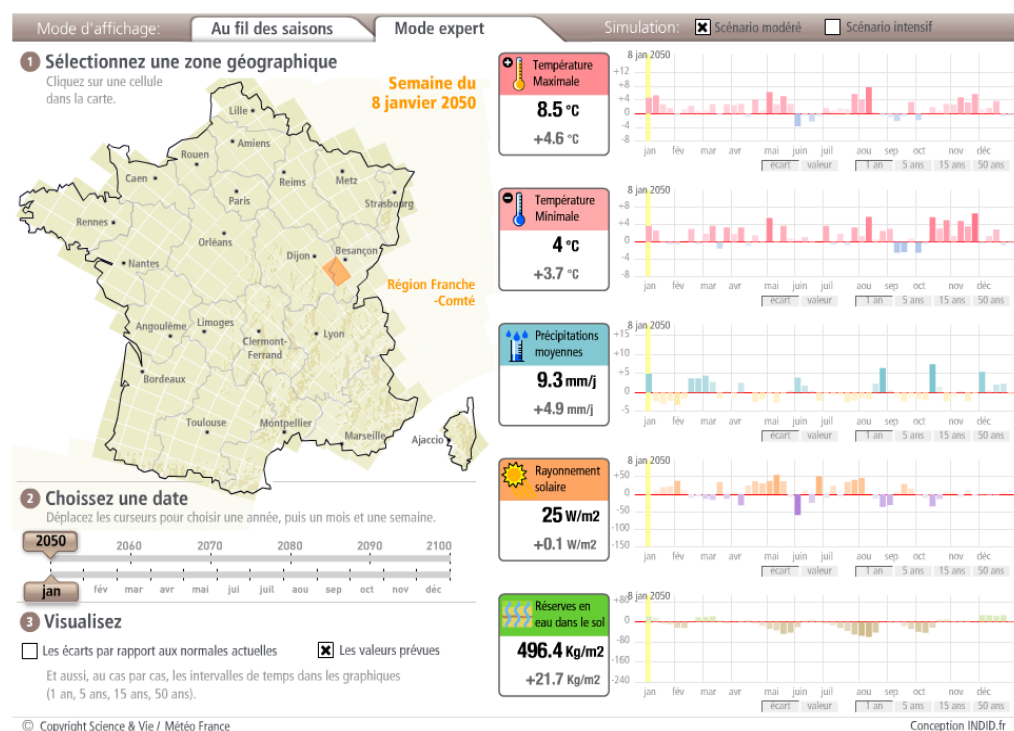 Mode d'affichage:
Au fil des saisons
Mode expert
Simulation:
Scénario modéré
Scénario intensif
1 Sélectionnez une zone géographique
Cliquez sur une cellule
dans la carte.
Semaine du
8 janvier 2050
Lille
Amiens
Rouen
Caen
Reims
Metz
Paris
Strasbourg
Rennes
Orléans
Dijon
Besançon
Nantes
Région Franche
-Comté
Angoulême
Limoges
Clermont-
Ferrand
Lyon
Bordeaux
Toulouse
Montpellier
Marseille
Ajaccio
2 Choissez une date
Déplacez les curseurs pour choisir une année, puis un mois et une semaine.
2050
2060 2070 2080 2090 2100
jan
fév mar avr mai jui juil aou sep oct nov déc
3 Visualisez
Les écarts par rapport aux normales actuelles
Les valeurs prévues
Et aussi, au cas par cas, les intervalles de temps dans les graphiques
(1 an, 5 ans, 15 ans, 50 ans).
Température
Maximale
8.5 °C
+4.6 °C
8 jan 2050
+12
+8
+4
0
-4
-8
jan fév mar avr mai juin juil aou sep oct nov déc
écart valeur 1 an 5 ans 15 ans 50 ans
Température
Minimale
4 °C
+3.7 °C
8 jan 2050
+8
+4
0
-4
-8
jan fév mar avr mai juin juil aou sep oct nov déc
écart valeur 1 an 5 ans 15 ans 50 ans
Précipitations
moyennes
9.3 mm/j
+4.9 mm/j
8 jan 2050
+15
+10
+5
0
-5
jan fév mar avr mai juin juil aou sep oct nov déc
écart valeur 1 an 5 ans 15 ans 50 ans
Rayonnement
solaire
25 W/m2
+0.1 W/m2
8 jan 2050
+50
0
-50
-100
-150
jan fév mar avr mai juin juil aou sep oct nov déc
écart valeur 1 an 5 ans 15 ans 50 ans
Réserves en
eau dans le sol
496.4 Kg/m2
+21.7 Kg/m2
8 jan 2050
+80
0
-80
-160
-240
jan fév mar avr mai juin juil aou sep oct nov déc
écart valeur 1 an 5 ans 15 ans 50 ans
© Copyright Science & Vie / Météo France
Conception INDID.fr